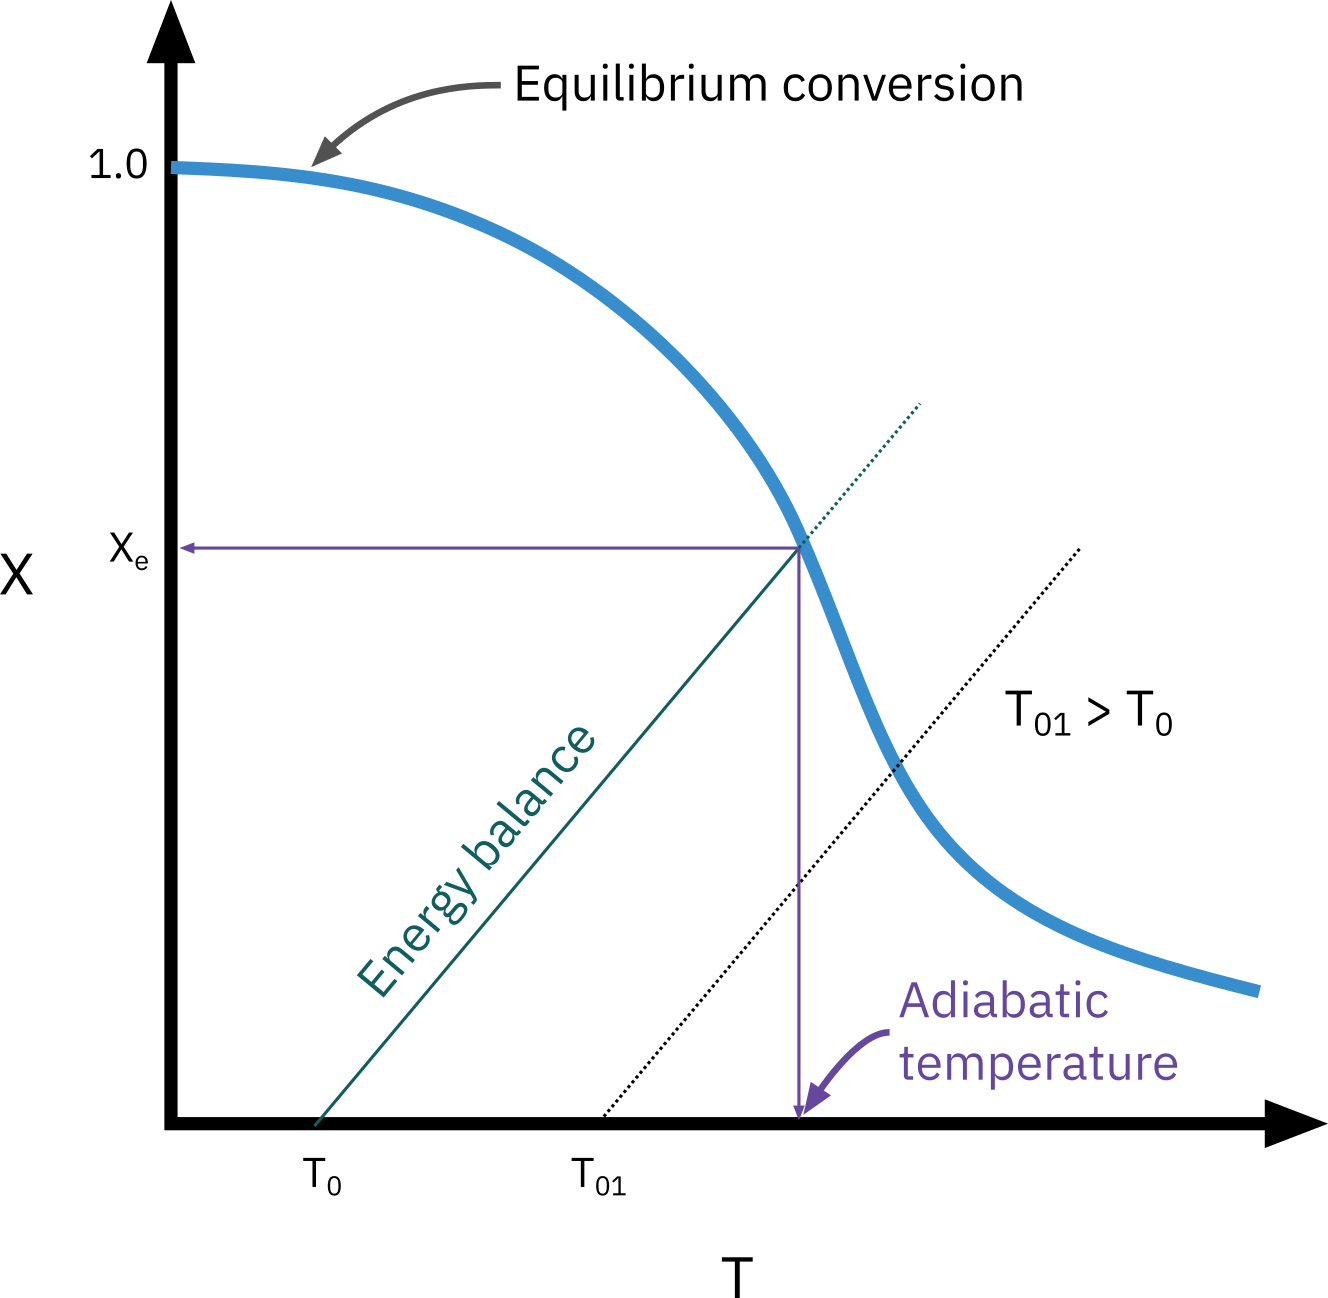 Equilibrium conversion
1.0
Xₑ
X
T₀₁ > T₀
Energy balance
Adiabatic
temperature
T₀
T₀₁
T